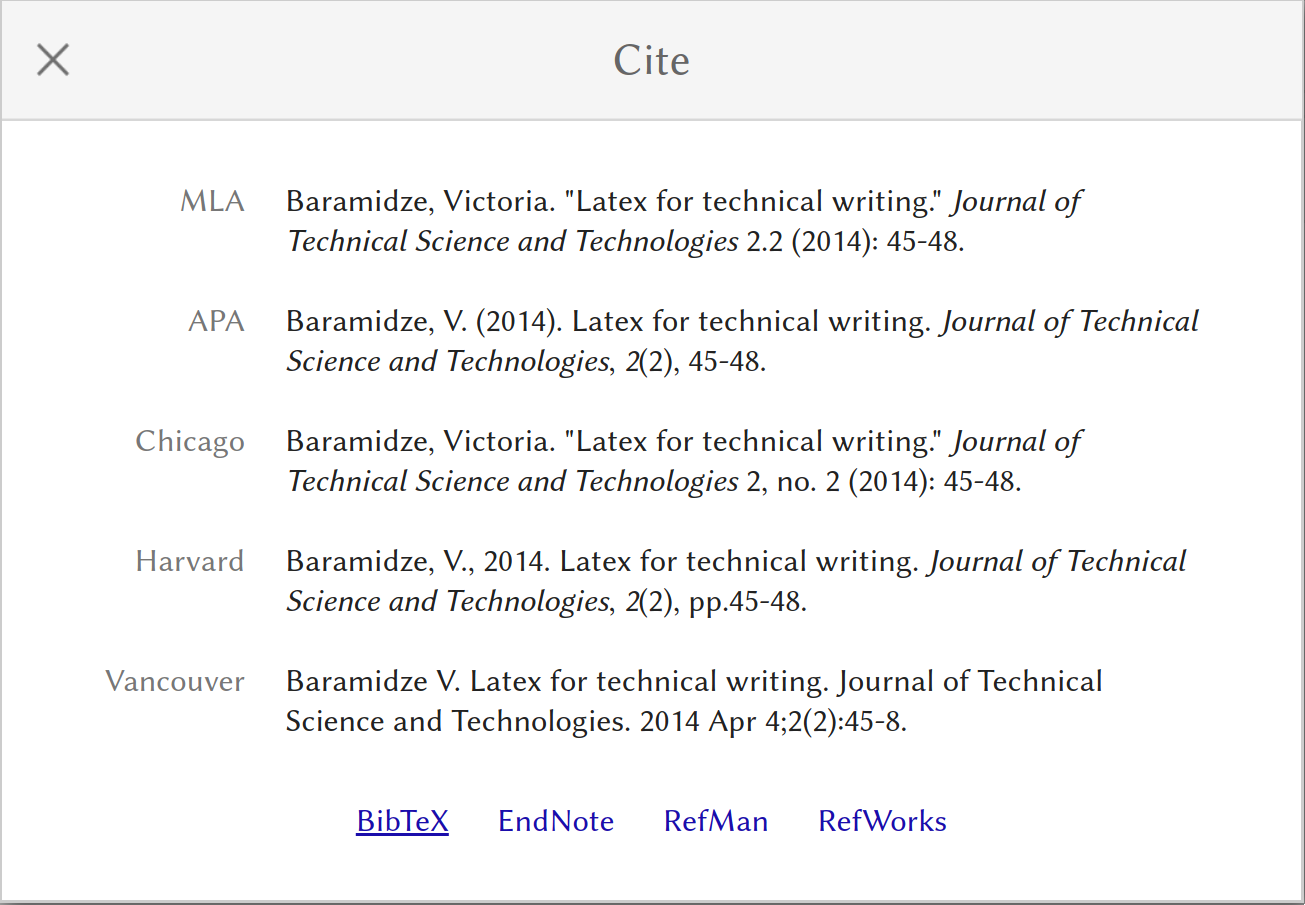 Cite
MLA Baramidze, Victoria. "Latex for technical writing." Journal of
Technical Science and Technologies 2.2 (2014): 45-48.
APA Baramidze, V. (2014). Latex for technical writing. Journal of Technical
Science and Technologies, 2(2), 45-48.
Chicago Baramidze, Victoria. "Latex for technical writing." Journal of
Technical Science and Technologies 2, no. 2 (2014): 45-48.
Harvard Baramidze, V., 2014. Latex for technical writing. Journal of Technical
Science and Technologies, 2(2), pp.45-48.
Vancouver Baramidze V. Latex for technical writing. Journal of Technical
Science and Technologies. 2014 Apr 4;2(2):45-8.
BibTeX EndNote RefMan RefWorks